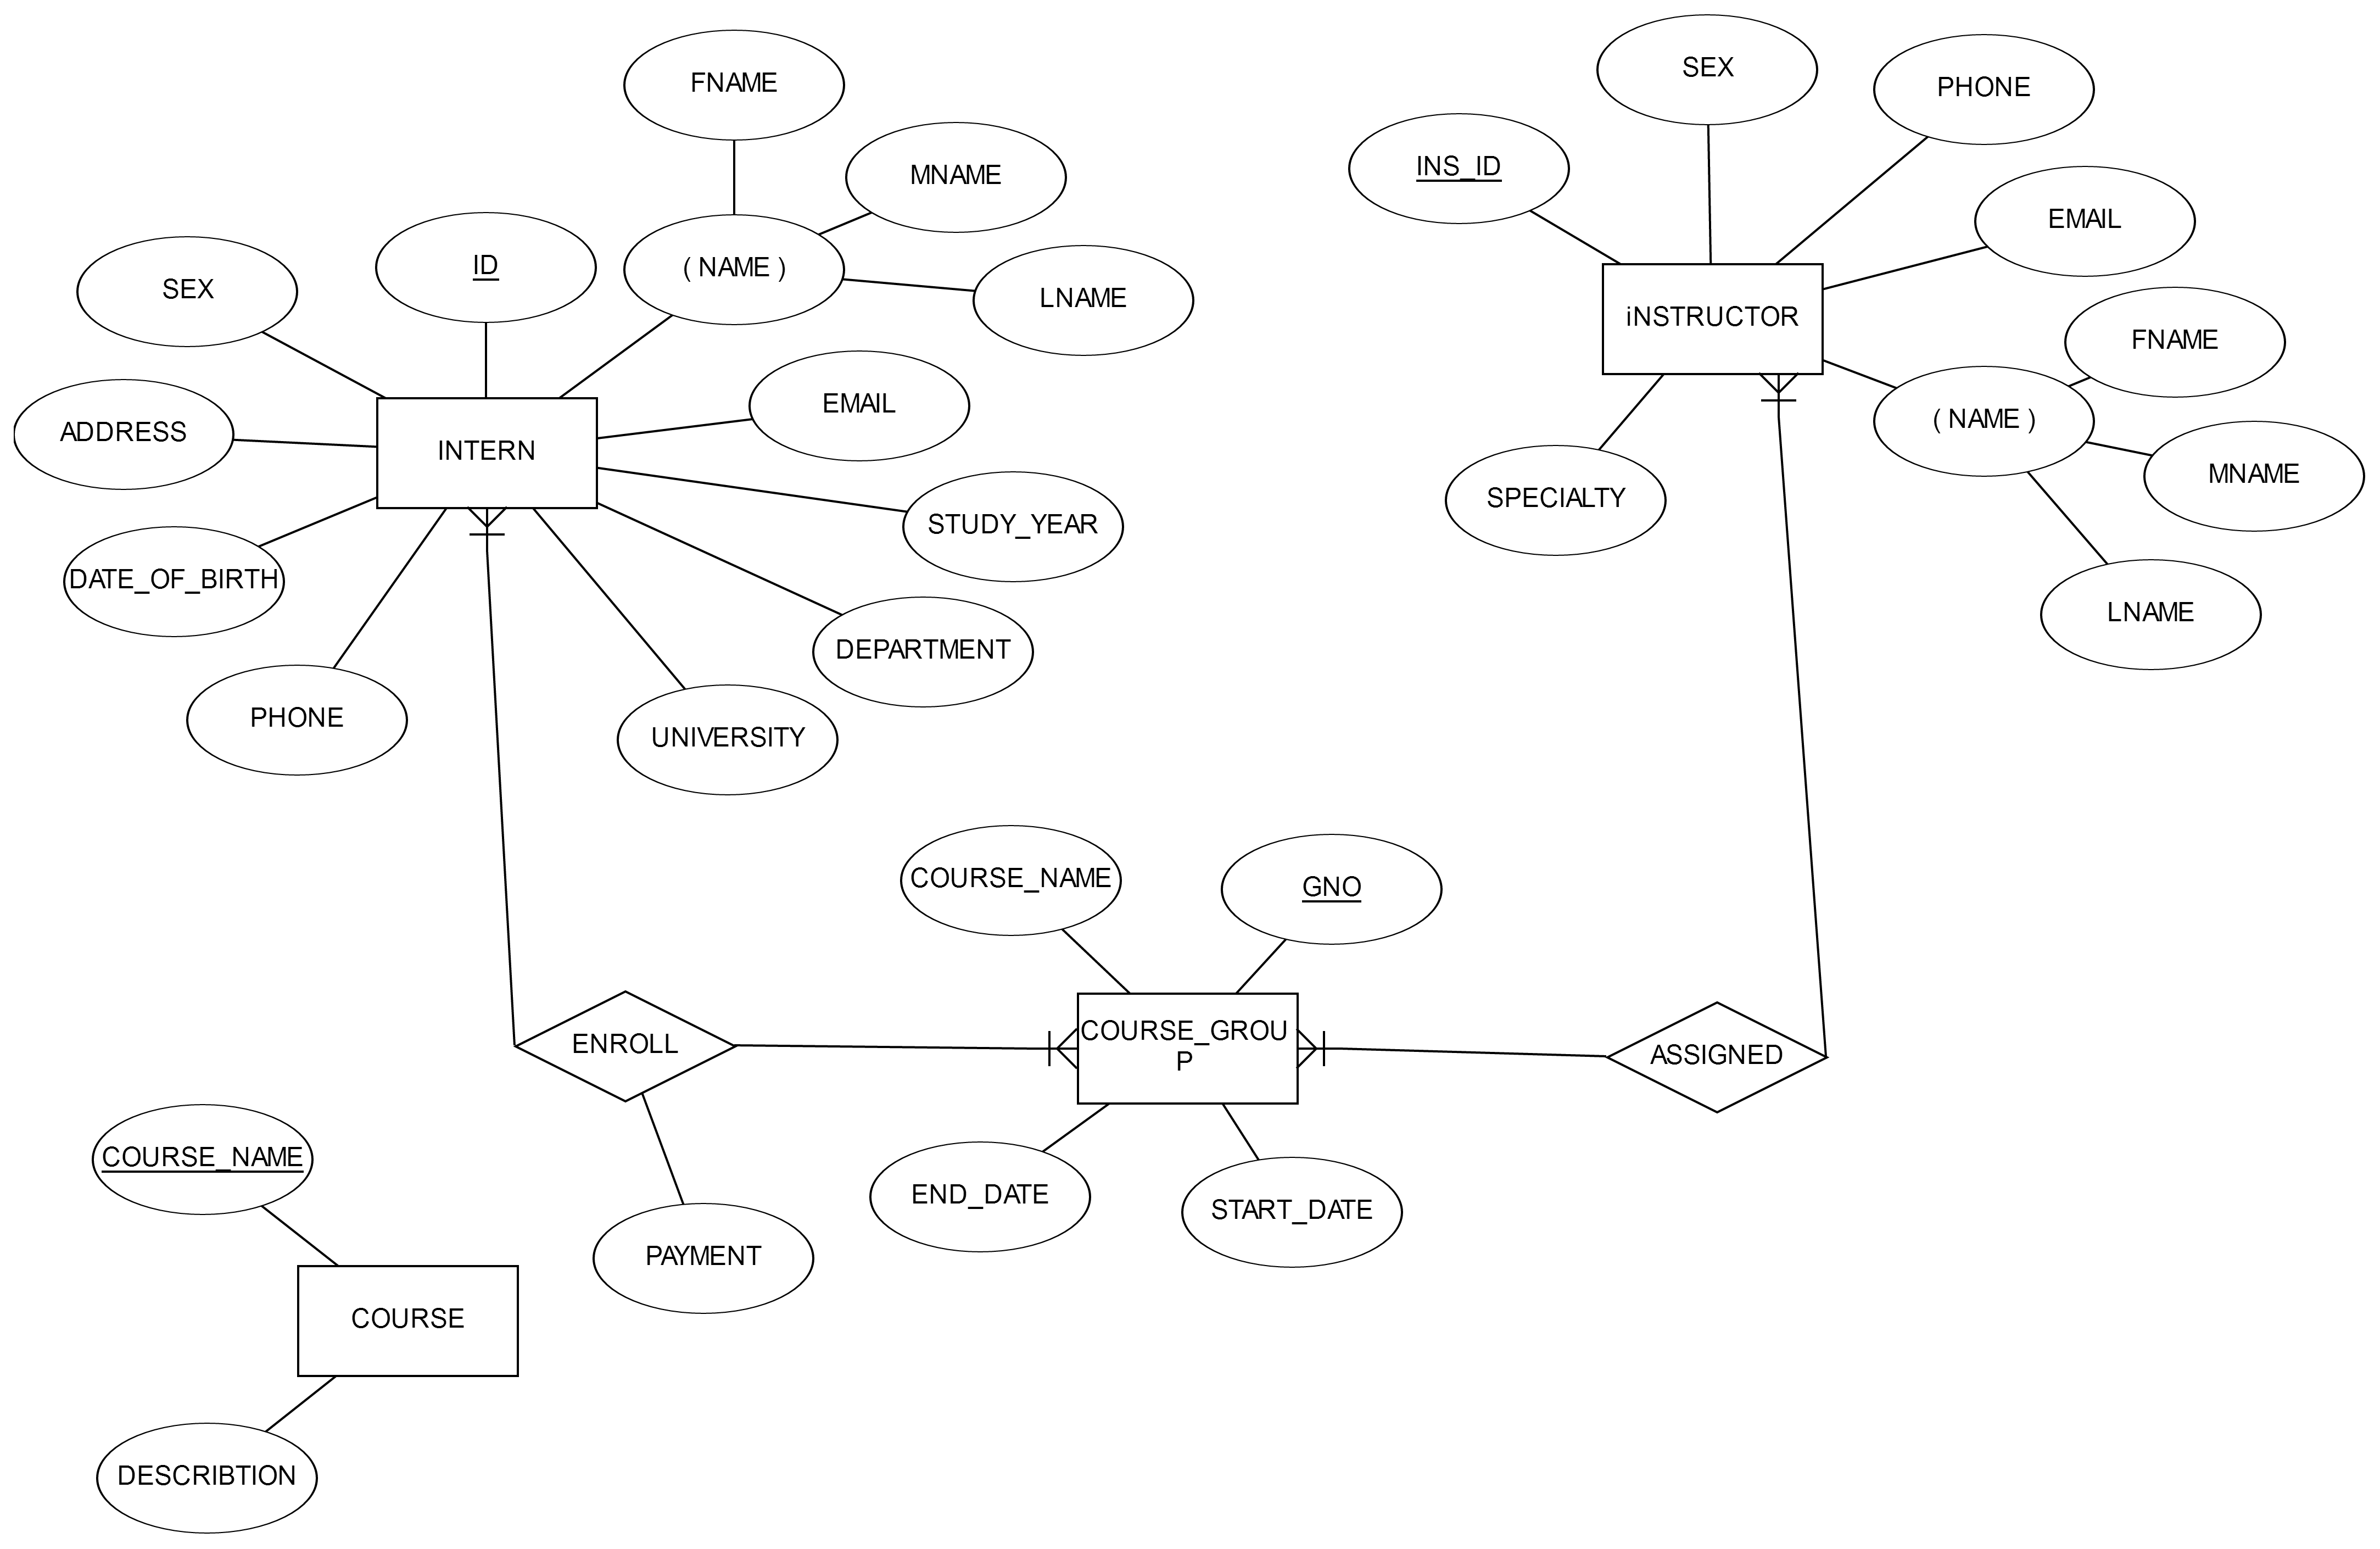 SEX
FNAME
PHONE
INS_ID
MNAME
EMAIL
ID
( NAME )
SEX
LNAME
iNSTRUCTOR
FNAME
EMAIL
ADDRESS
INTERN
( NAME )
MNAME
SPECIALTY
STUDY_YEAR
DATE_OF_BIRTH
LNAME
DEPARTMENT
PHONE
UNIVERSITY
COURSE_NAME
GNO
ENROLL
COURSE_GROU
P
ASSIGNED
COURSE_NAME
END_DATE
START_DATE
PAYMENT
COURSE
DESCRIBTION